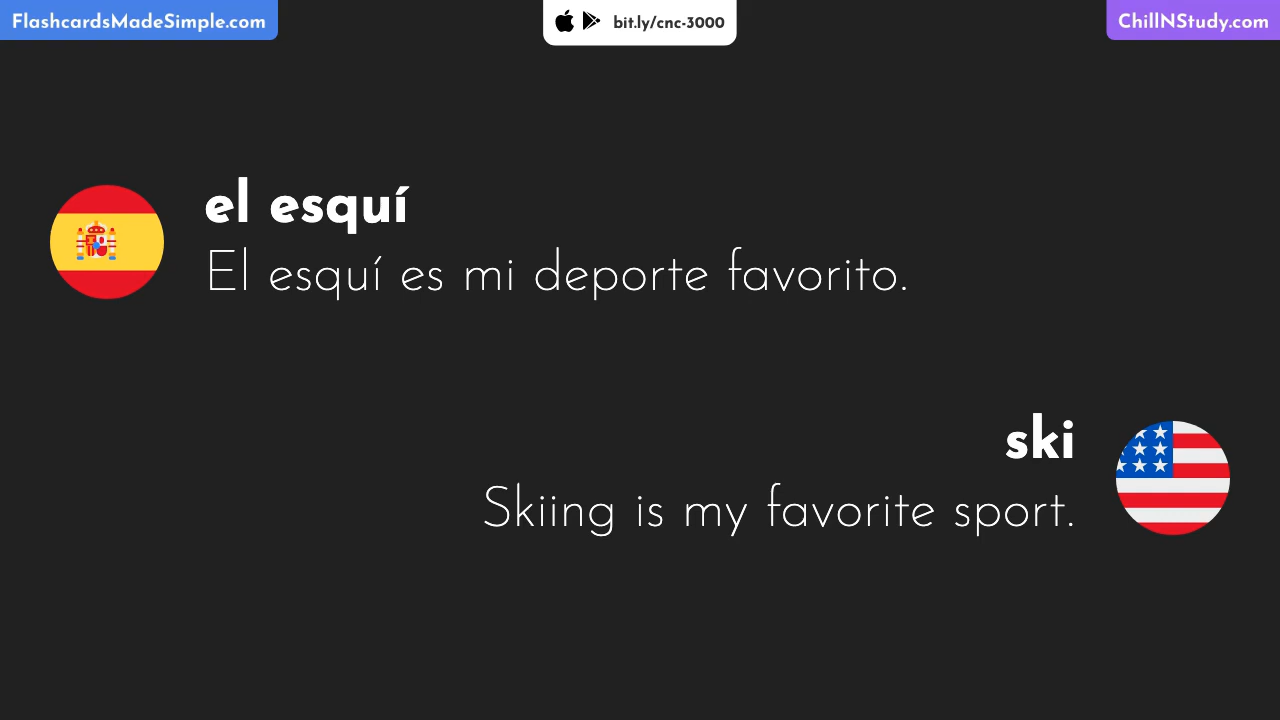 FlashcardsMadeSimple.com
bit.ly/cnc-3000
ChillNStudy.com
el esquí
El esquí es mi deporte favorito.
ski
Skiing is my favorite sport.